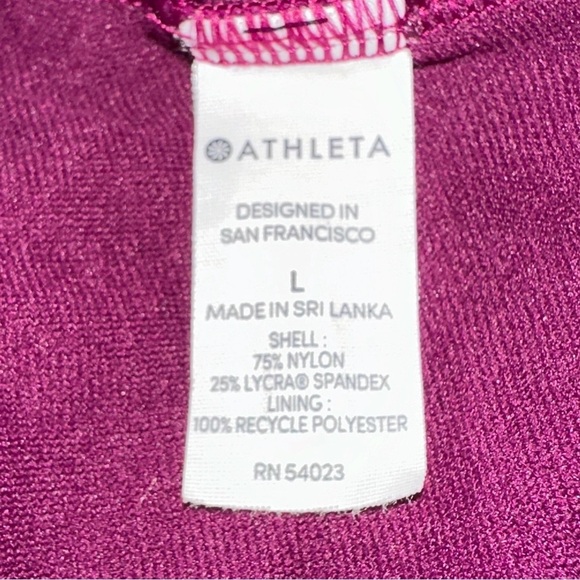 ATHLETA
DESIGNED IN
SAN FRANCISCO
L
MADE IN SRI LANKA
SHELL :
75% NYLON
25% LYCRA® SPANDEX
LINING :
100% RECYCLE POLYESTER
RN 54023